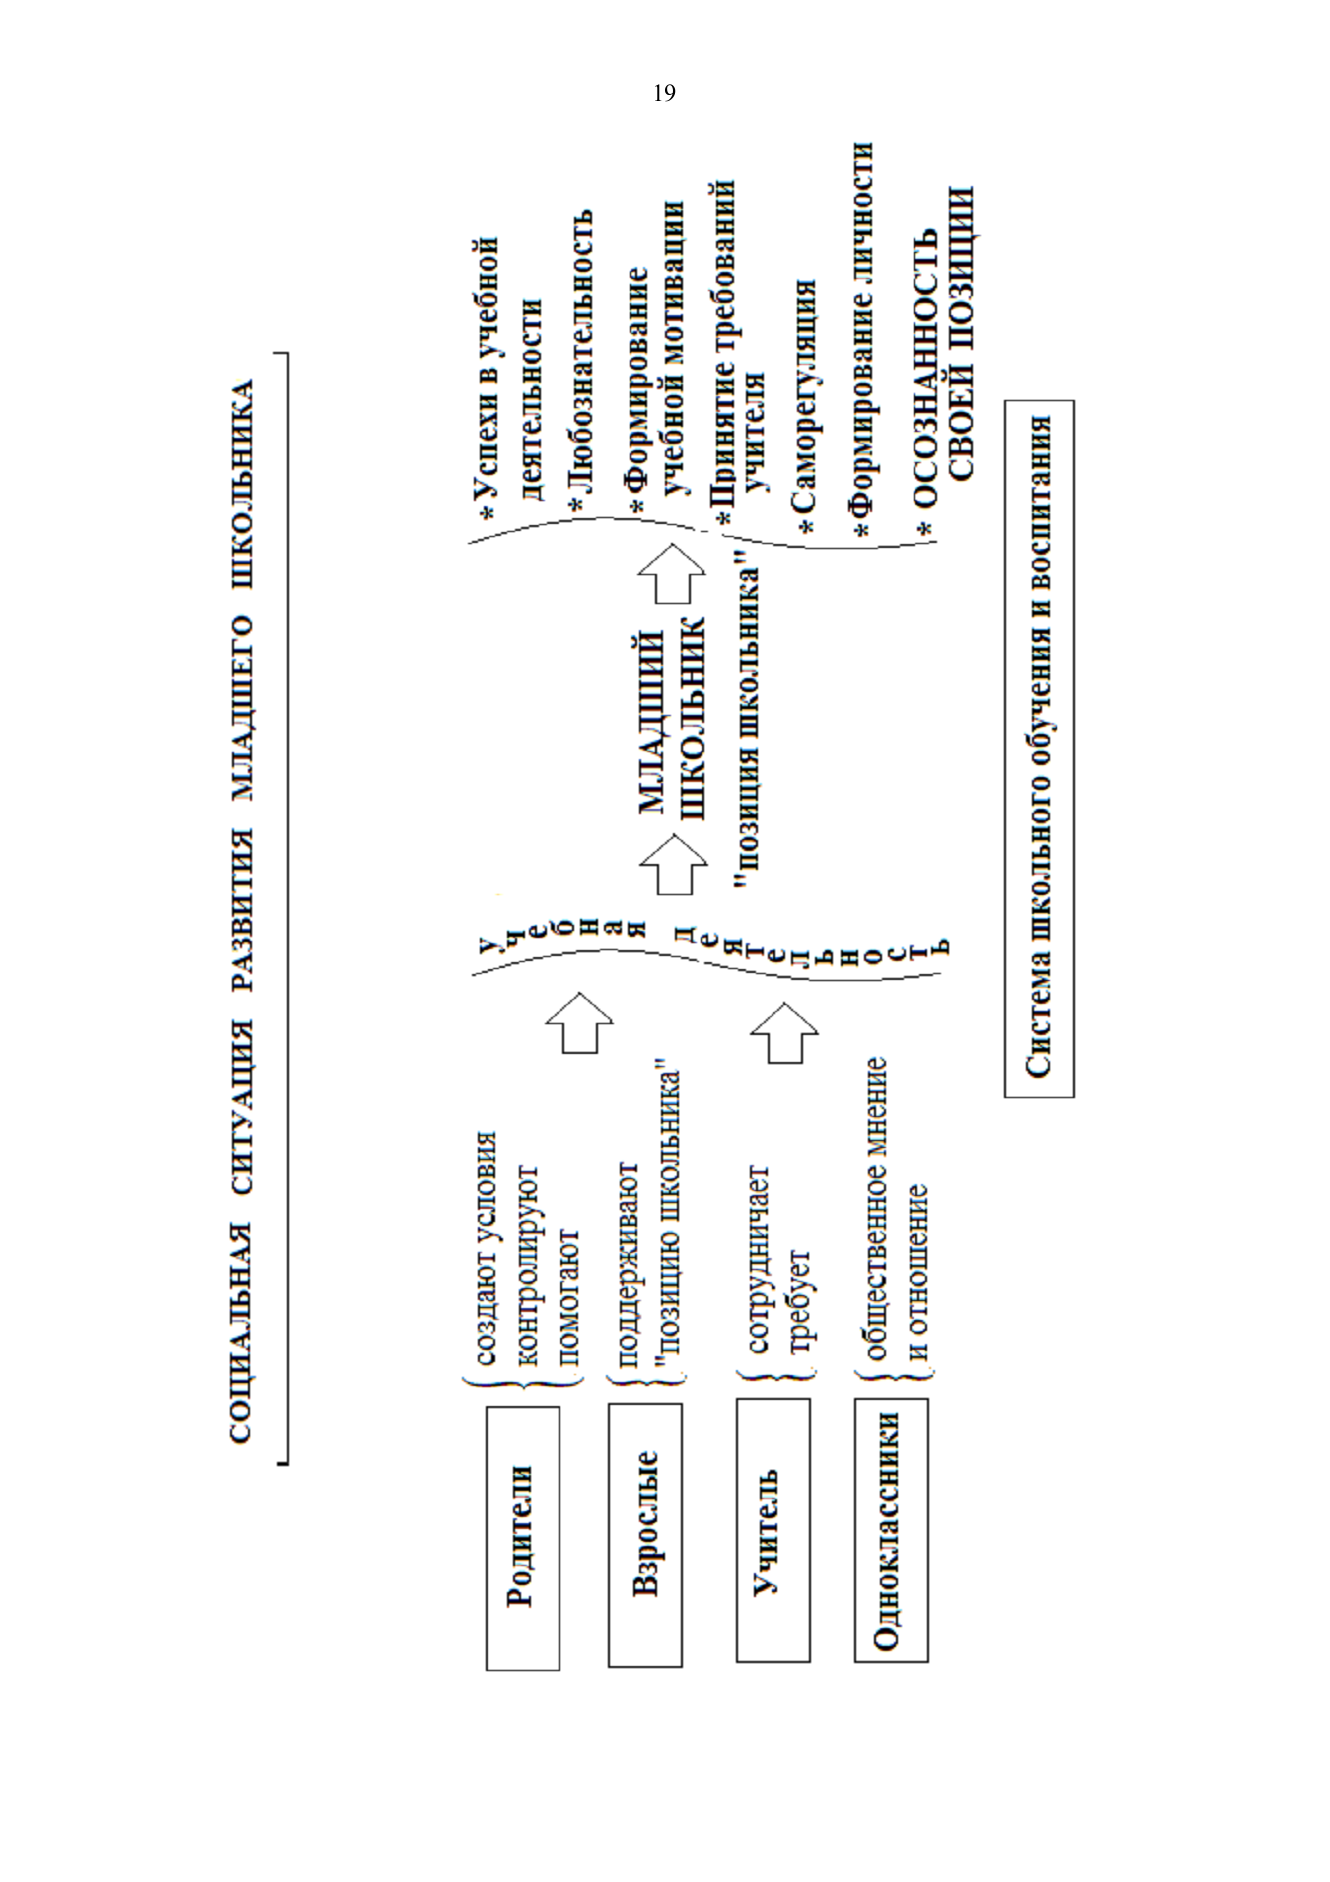 19
СОЦИАЛЬНАЯ СИТУАЦИЯ РАЗВИТИЯ МЛАДШЕГО ШКОЛЬНИКА
Родители
создают условия
контролируют
помогают
Взрослые
поддерживают
"позицию школьника"
Учитель
сотрудничает
требует
Одноклассники
общественное мнение
и отношение
учебная деятельность
МЛАДШИЙ
ШКОЛЬНИК
"позиция школьника"
*Успехи в учебной
деятельности
*Любознательность
*Формирование
учебной мотивации
*Принятие требований
учителя
*Саморегуляция
*Формирование личности
* ОСОЗНАННОСТЬ
СВОЕЙ ПОЗИЦИИ
Система школьного обучения и воспитания